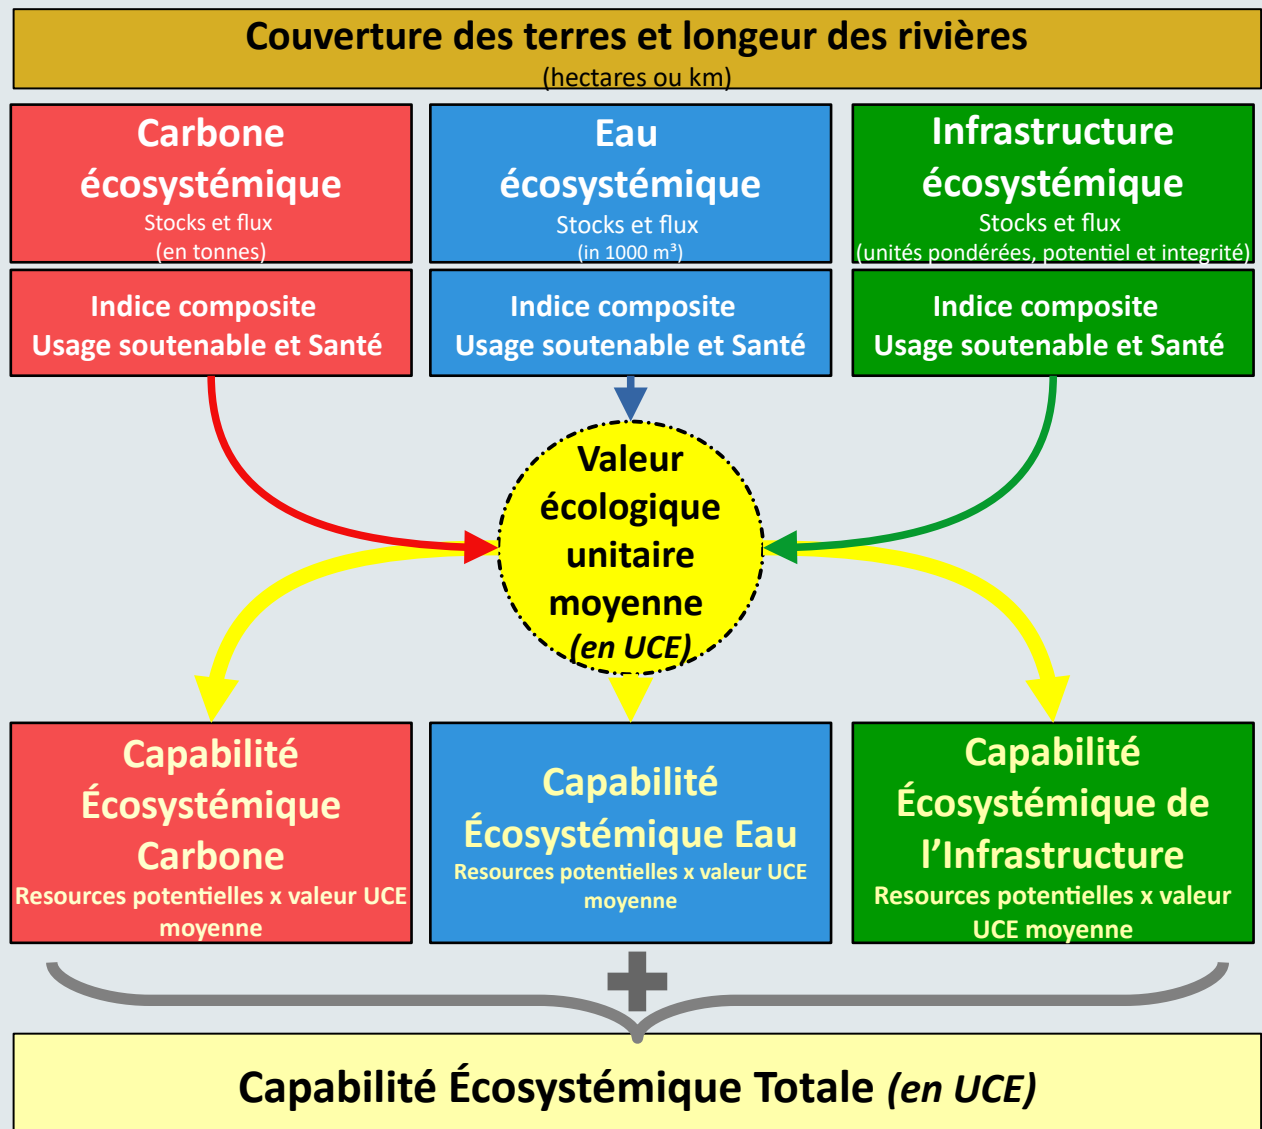 Couverture des terres et longeur des rivières
(hectares ou km)
Carbone
écosystémique
Stocks et flux
(en tonnes)
Eau
écosystémique
Stocks et flux
(in 1000 m³)
Infrastructure
écosystémique
Stocks et flux
(unités pondérées, potentiel et integrité)
Indice composite
Usage soutenable et Santé
Indice composite
Usage soutenable et Santé
Indice composite
Usage soutenable et Santé
Valeur
écologique
unitaire
moyenne
(en UCE)
Capabilité
Écosystémique
Carbone
Resources potentielles x valeur UCE
moyenne
Capabilité
Écosystémique Eau
Resources potentielles x valeur UCE
moyenne
Capabilité
Écosystémique de
l’Infrastructure
Resources potentielles x valeur
UCE moyenne
Capabilité Écosystémique Totale (en UCE)